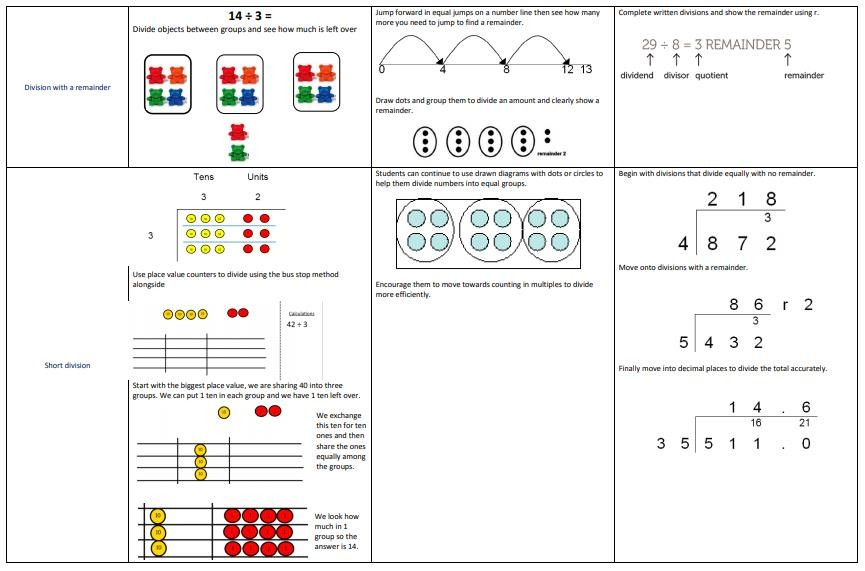 Division with a remainder
14 ÷ 3 =
Divide objects between groups and see how much is left over
Jump forward in equal jumps on a number line then see how many
more you need to jump to find a remainder.
0 4 8 12 13
Draw dots and group them to divide an amount and clearly show a
remainder.
remainder 2
Complete written divisions and show the remainder using r.
29 ÷ 8 = 3 REMAINDER 5
dividend divisor quotient remainder
Short division
Tens Units
3 2
3
Use place value counters to divide using the bus stop method
alongside
Calculations
42 ÷ 3
Start with the biggest place value, we are sharing 40 into three
groups. We can put 1 ten in each group and we have 1 ten left over.
10
We exchange
this ten for ten
ones and then
share the ones
equally among
the groups.
10
10
10
We look how
much in 1
group so the
answer is 14.
10
10
10
Students can continue to use drawn diagrams with dots or circles to
help them divide numbers into equal groups.
Encourage them to move towards counting in multiples to divide
more efficiently.
Begin with divisions that divide equally with no remainder.
2 1 8
3
4 8 7 2
Move onto divisions with a remainder.
8 6 r 2
3
5 4 3 2
Finally move into decimal places to divide the total accurately.
1 4 . 6
16 21
3 5 5 1 1 . 0